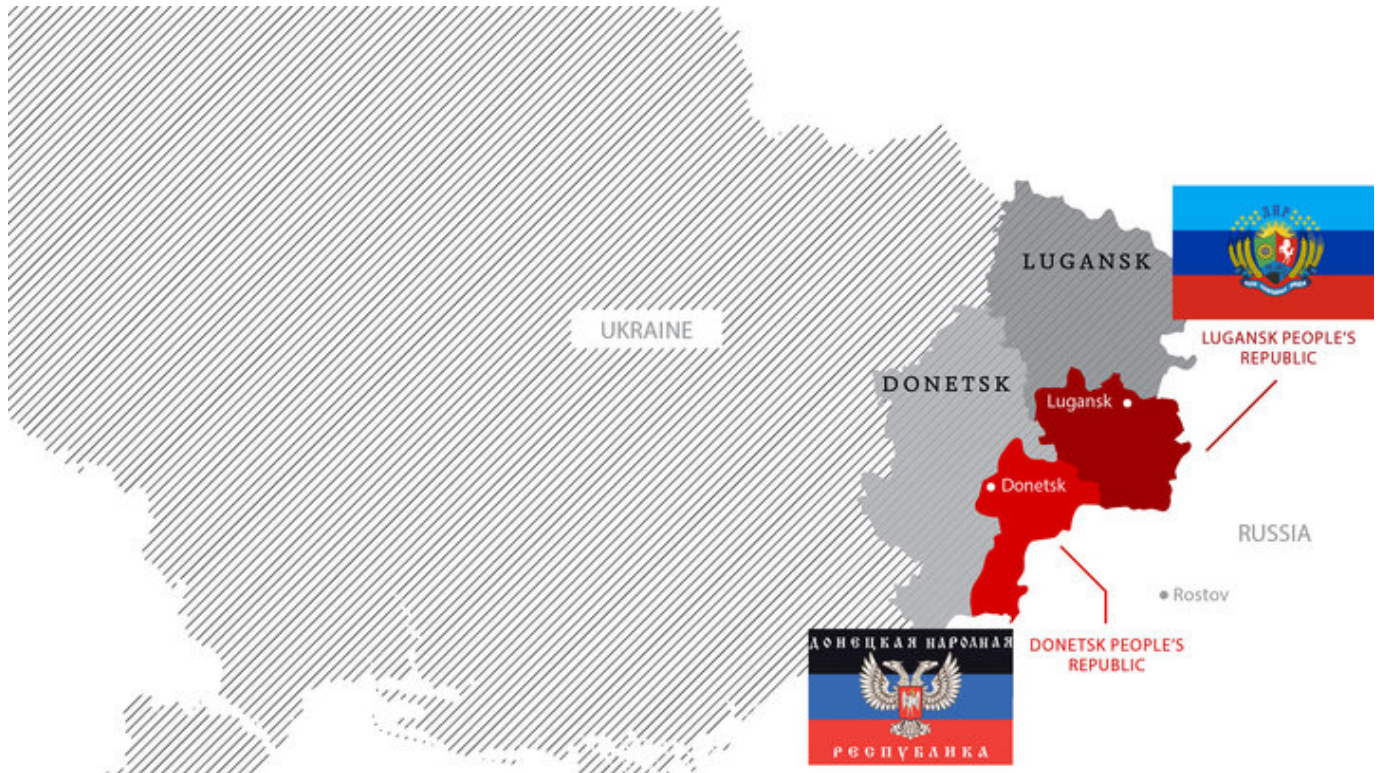 LUGANSK
ЛНР
UKRAINE
LUGANSK PEOPLE'S
REPUBLIC
DONETSK
Lugansk
Donetsk
RUSSIA
Rostov
ДОНЕЦКАЯ НАРОДНАЯ
РЕСПУБЛИКА
DONETSK PEOPLE'S
REPUBLIC